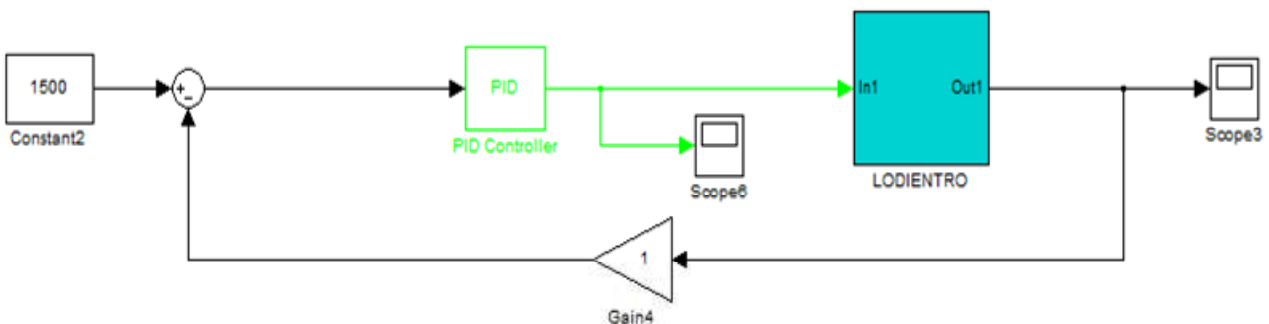 1500
Constant2
+
-
PID
PID Controller
Scope6
In1
Out1
LODIENTRO
Scope3
1
Gain4